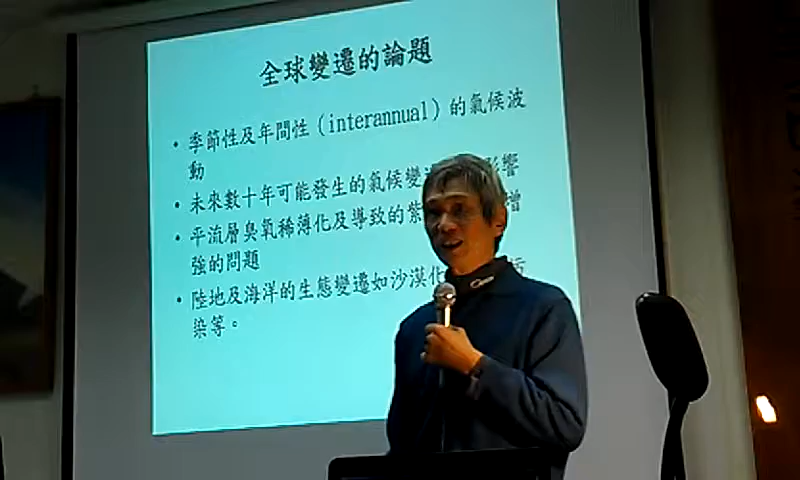 全球變遷的論題
• 季節性及年間性（interannual）的氣候波
動
• 未來數十年可能發生的氣候變 影響
• 平流層臭氧稀薄化及導致的紫 增
強的問題
• 陸地及海洋的生態變遷如沙漠化
染等。